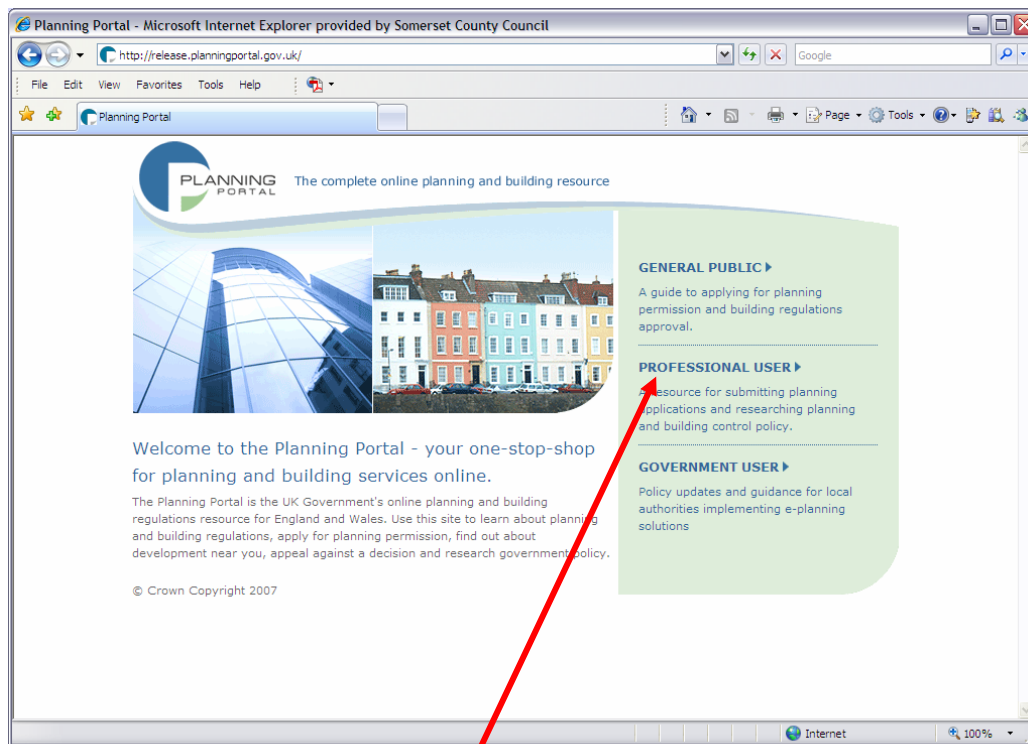 Planning Portal - Microsoft Internet Explorer provided by Somerset County Council
http://release.planningportal.gov.uk/
Google
File Edit View Favorites Tools Help
Planning Portal
Page Tools
PLANNING
PORTAL
The complete online planning and building resource
GENERAL PUBLIC
A guide to applying for planning
permission and building regulations
approval.
PROFESSIONAL USER
A resource for submitting planning
applications and researching planning
and building control policy.
GOVERNMENT USER
Policy updates and guidance for local
authorities implementing e-planning
solutions
Welcome to the Planning Portal - your one-stop-shop
for planning and building services online.
The Planning Portal is the UK Government's online planning and building
regulations resource for England and Wales. Use this site to learn about planning
and building regulations, apply for planning permission, find out about
development near you, appeal against a decision and research government policy.
© Crown Copyright 2007
Internet
100%